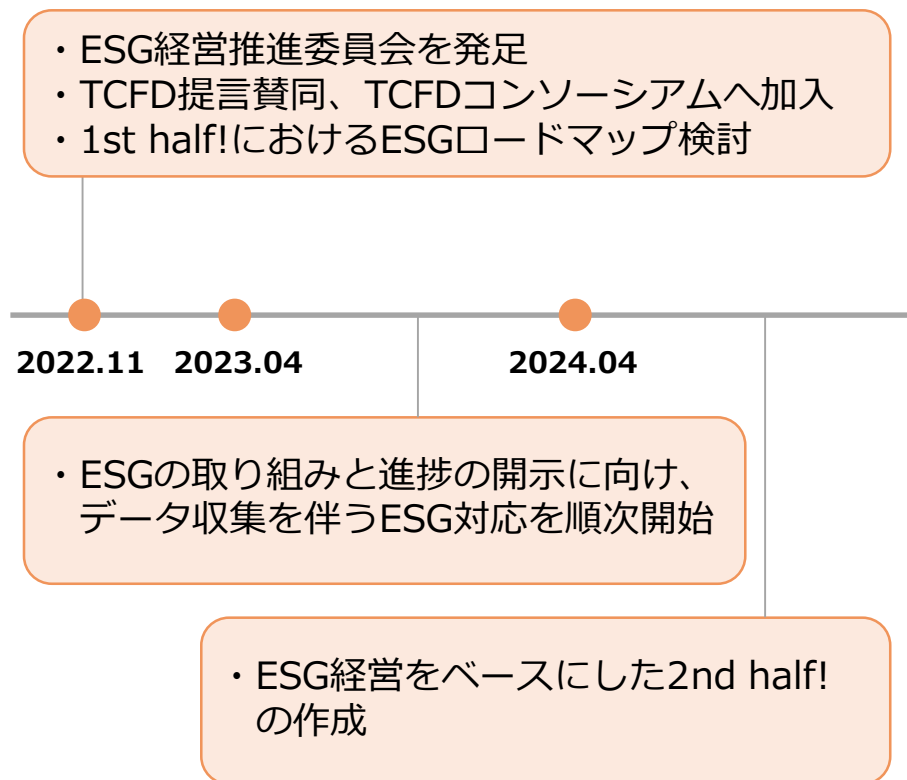 ・ESG経営推進委員会を発足
・TCFD提言賛同、TCFDコンソーシアムへ加入
・1st half!におけるESGロードマップ検討
2022.11 2023.04 2024.04
・ESGの取り組みと進捗の開示に向け、
データ収集を伴うESG対応を順次開始
・ESG経営をベースにした2nd half!
の作成